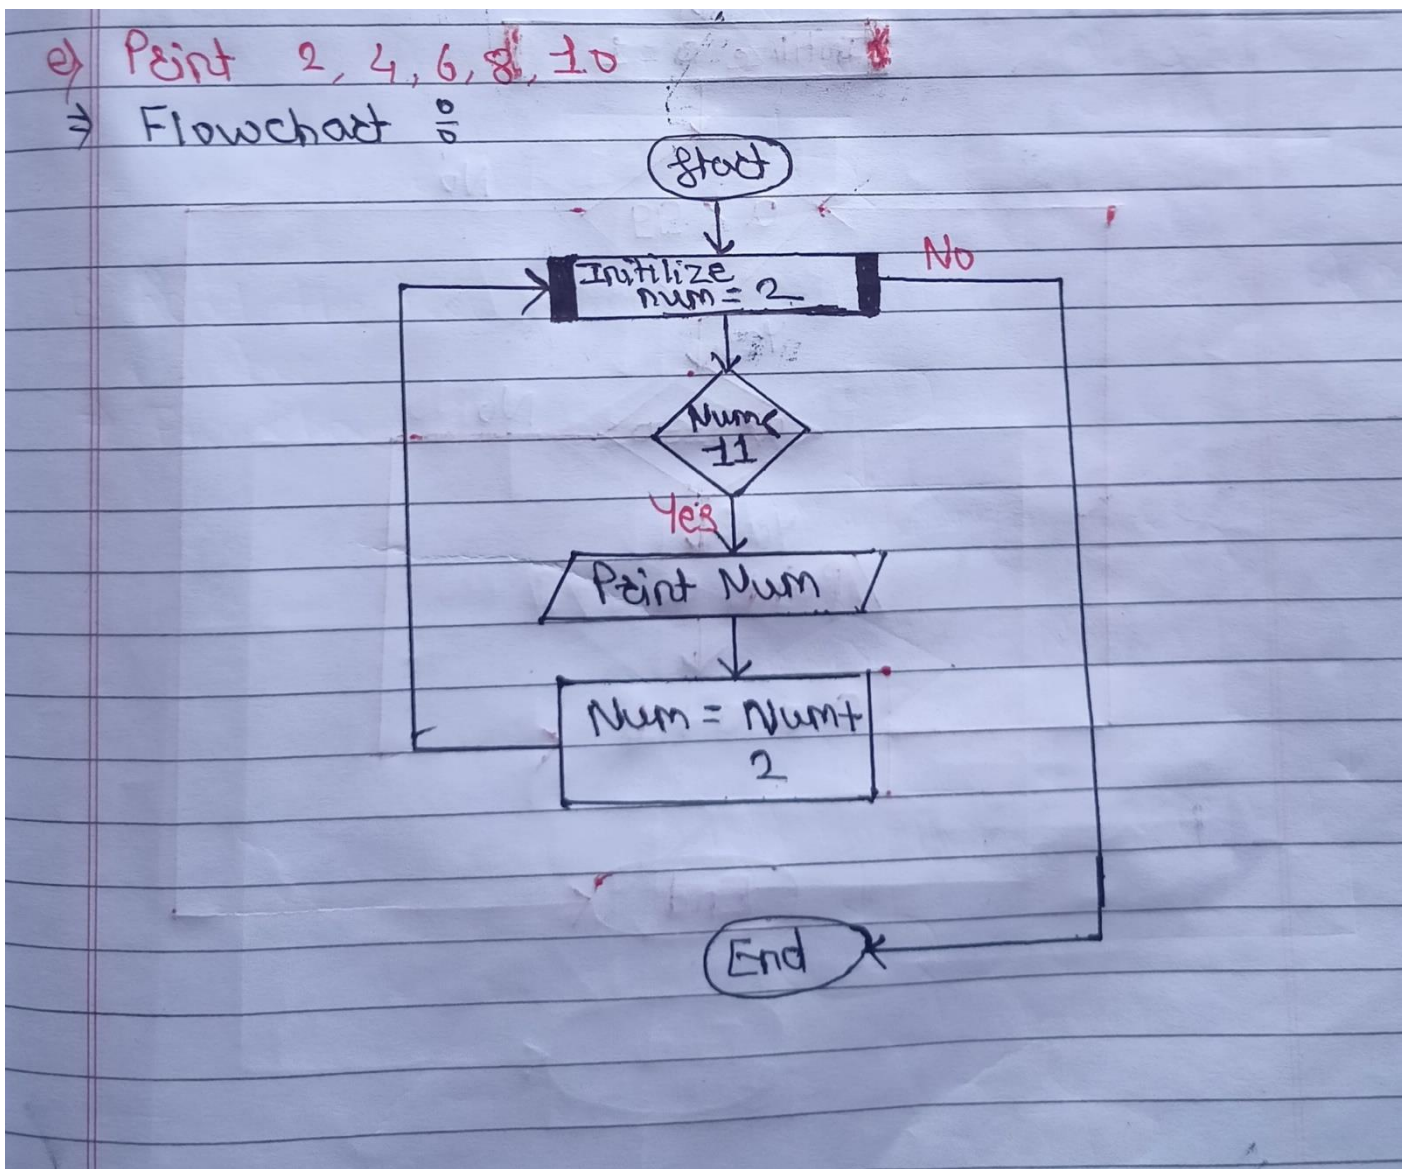 e) Print 2, 4, 6, 8, 10
⇒ Flowchart :
Start
No
Initilize
num = 2
Num<
11
Yes
Print Num
Num = Num+
2
End